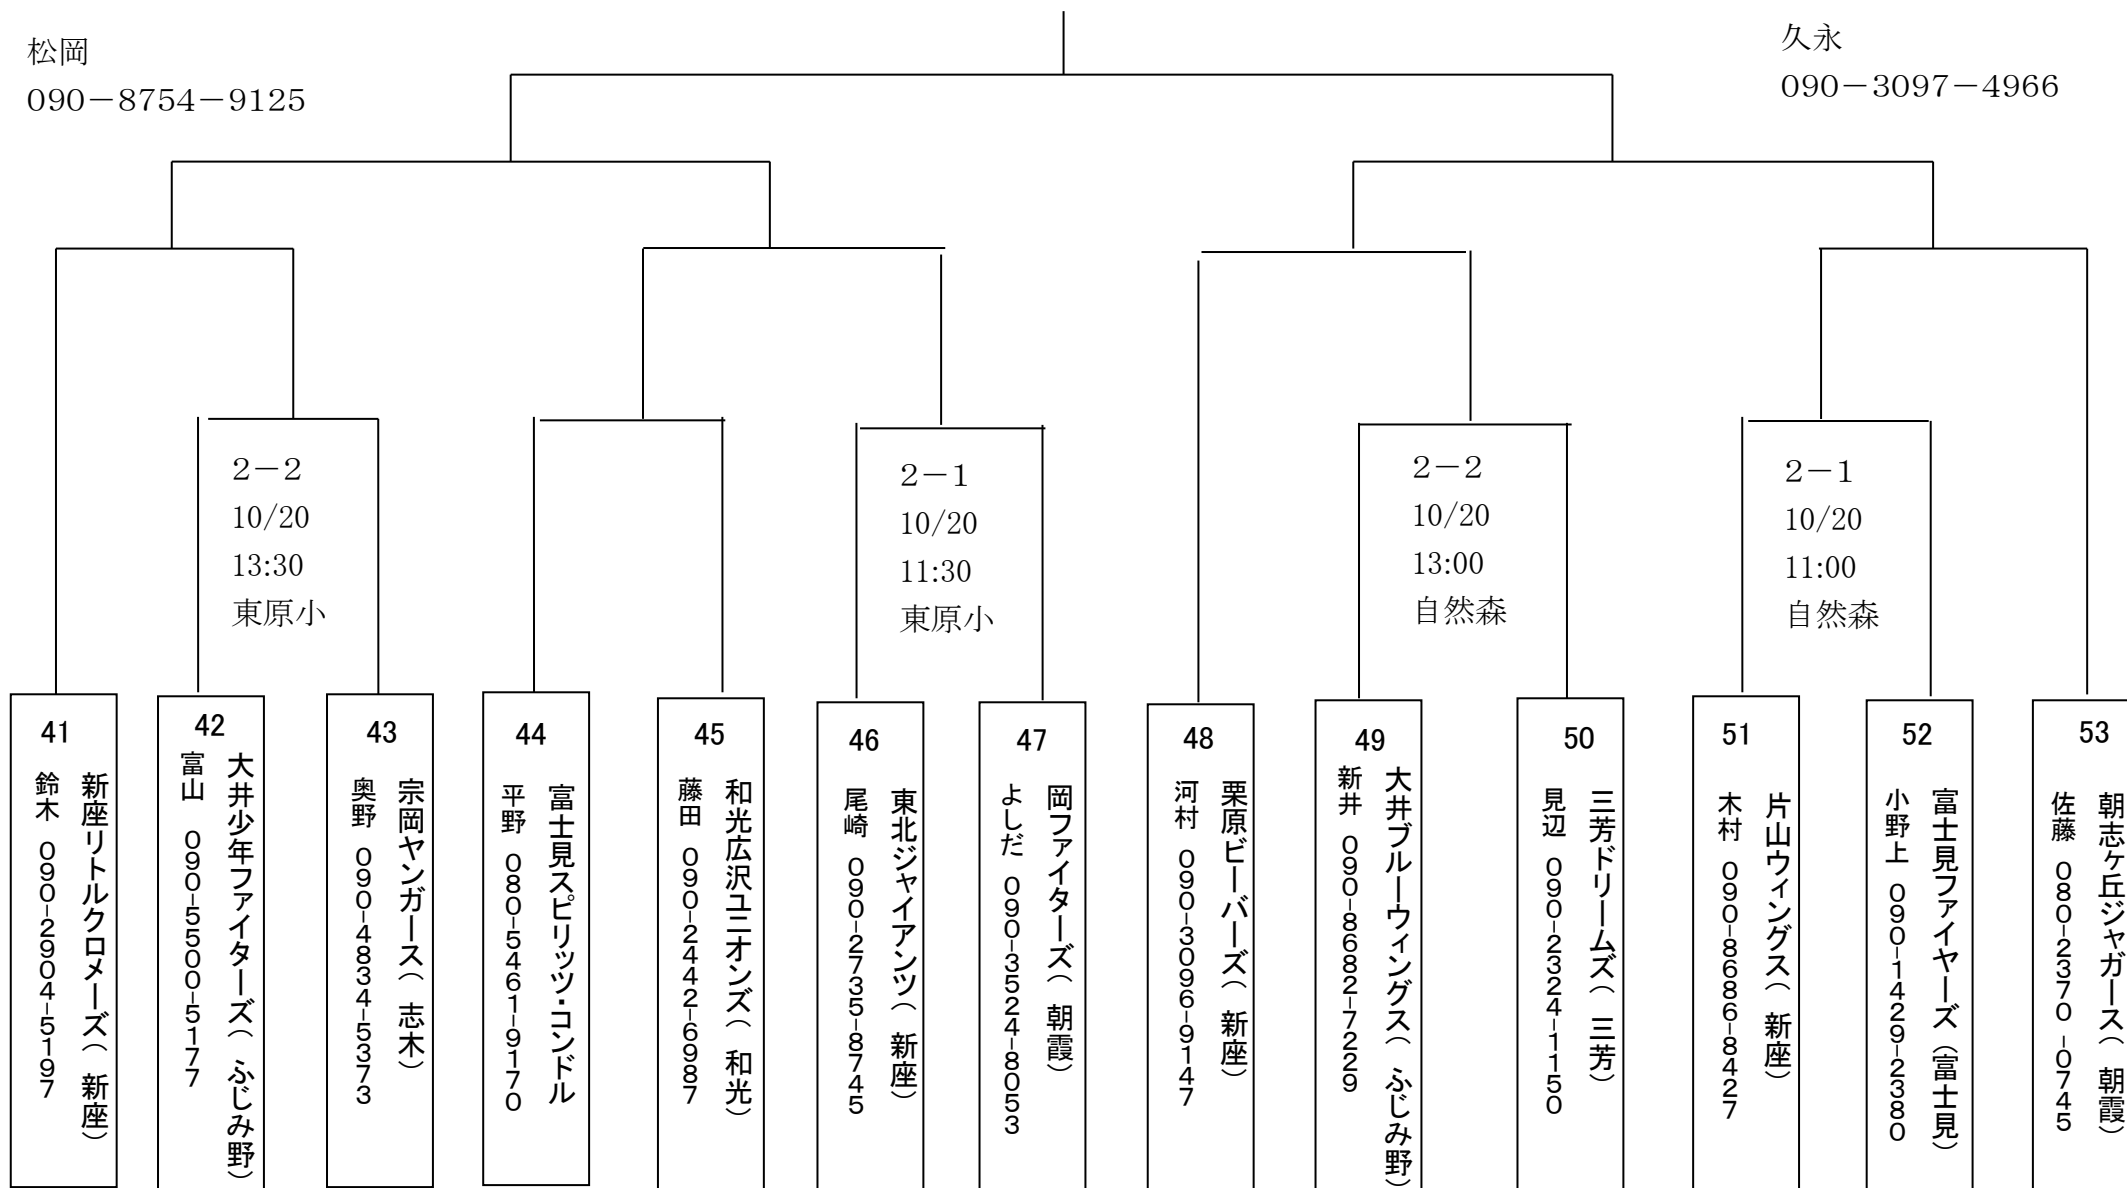 松岡
090－8754－9125
久永
090－3097－4966
2－2
10/20
13:30
東原小
2－1
10/20
11:30
東原小
2－2
10/20
13:00
自然森
2－1
10/20
11:00
自然森
41
新座リトルクロメーズ（ 新座）
鈴木 090-2904-5197
42
大井少年ファイターズ（ ふじみ野）
富山 090-5500-5177
43
宗岡ヤンガース（ 志木）
奥野 090-4834-5373
44
富士見スピリッツ・コンドル
平野 080-5461-9170
45
和光広沢ユニオンズ（ 和光）
藤田 090-2442-6987
46
東北ジャイアンツ（ 新座）
尾崎 090-2735-8745
47
岡ファイターズ（ 朝霞）
よしだ 090-3524-8053
48
栗原ビーバーズ（ 新座）
河村 090-3096-9147
49
大井ブルーウィングス（ ふじみ野）
新井 090-8682-7229
50
三芳ドリームズ（ 三芳）
見辺 090-2324-1150
51
片山ウィングス（ 新座）
木村 090-8686-8427
52
富士見ファイヤーズ（富士見）
小野上 090-1429-2380
53
朝志ヶ丘ジャガース（ 朝霞）
佐藤 080-2370 -0745